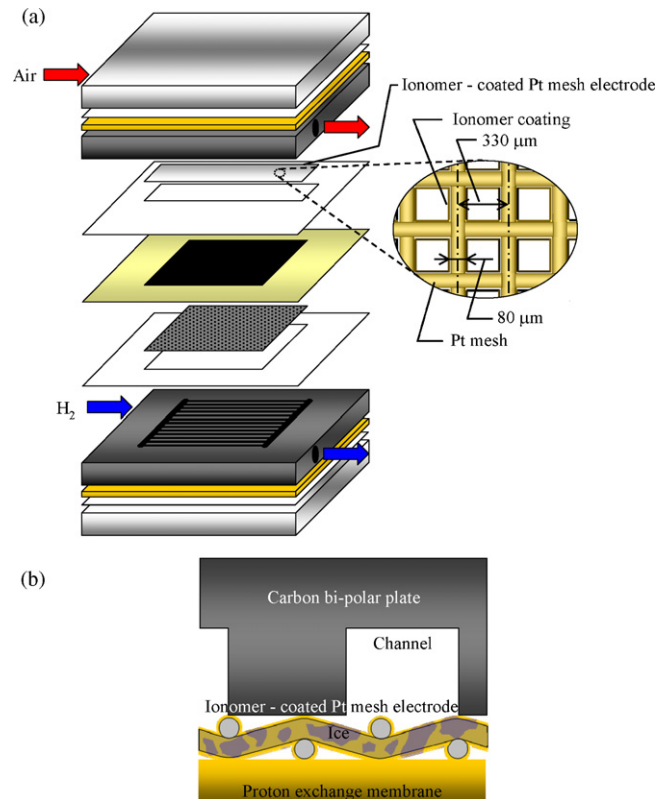 (a)
Air
Ionomer - coated Pt mesh electrode
Ionomer coating
330 μm
80 μm
Pt mesh
H2
(b)
Carbon bi-polar plate
Channel
Ionomer - coated Pt mesh electrode
Ice
Proton exchange membrane